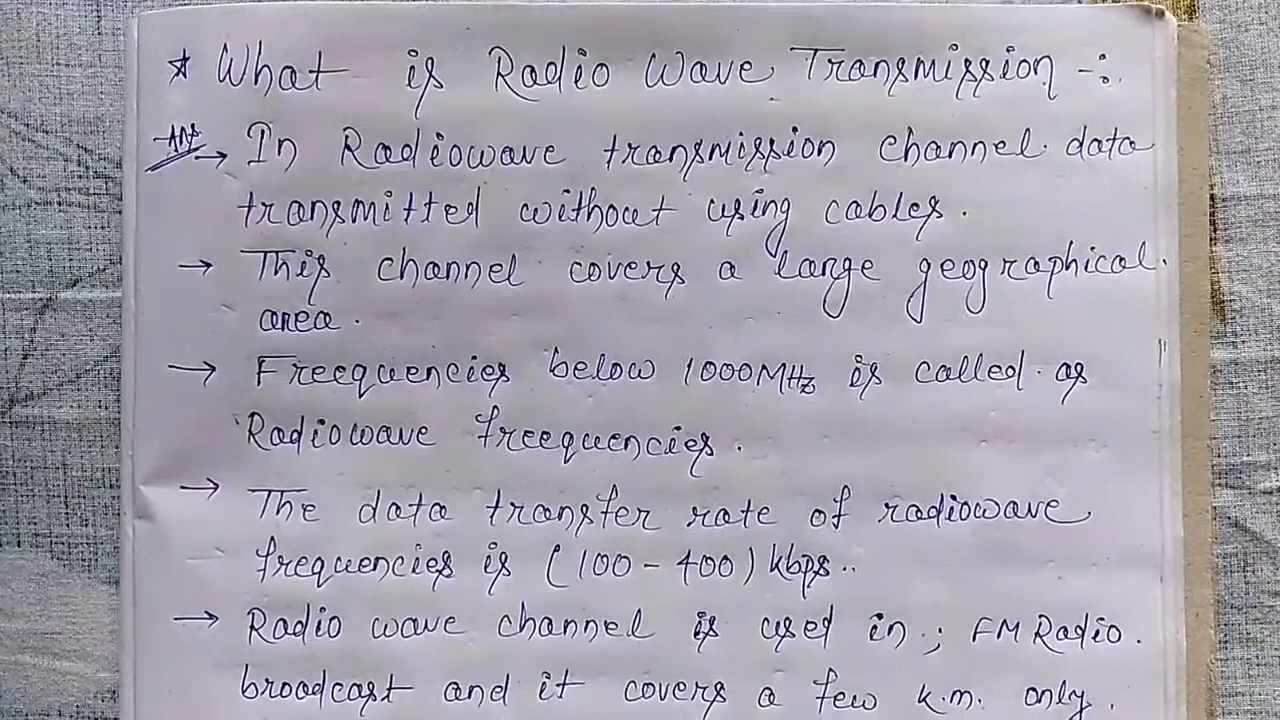 * What is Radio Wave Transmission -:
Ans → In Radiowave transmission channel data
transmitted without using cables.
→ This channel covers a large geographical
area.
→ Freequencies below 1000MHz is called as
Radiowave freequencies.
→ The data transfer rate of radiowave
frequencies is (100 - 400) kbps..
→ Radio wave channel is used in ; FM Radio.
broadcast and it covers a few k.m. only.